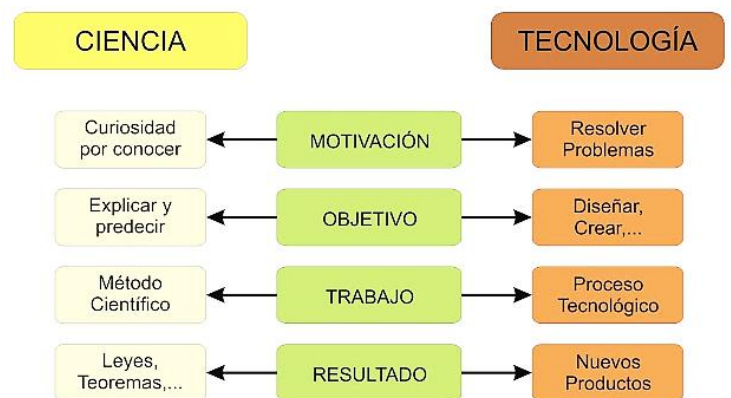 CIENCIA
TECNOLOGÍA
Curiosidad
por conocer
MOTIVACIÓN
Resolver
Problemas
Explicar y
predecir
OBJETIVO
Diseñar,
Crear,...
Método
Científico
TRABAJO
Proceso
Tecnológico
Leyes,
Teoremas,...
RESULTADO
Nuevos
Productos